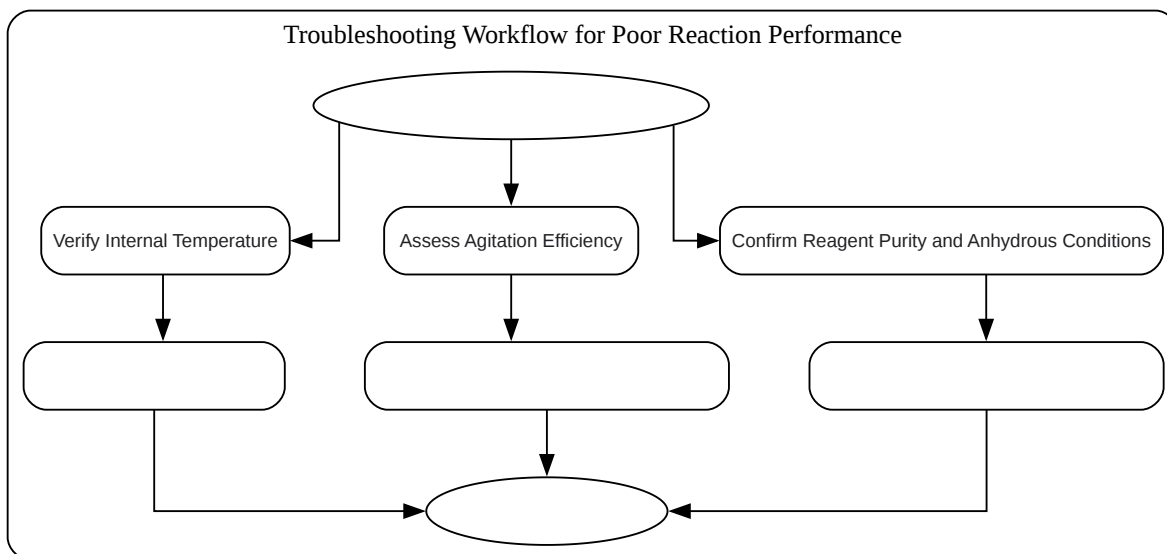 Troubleshooting Workflow for Poor Reaction Performance
Verify Internal Temperature
Assess Agitation Efficiency
Confirm Reagent Purity and Anhydrous Conditions